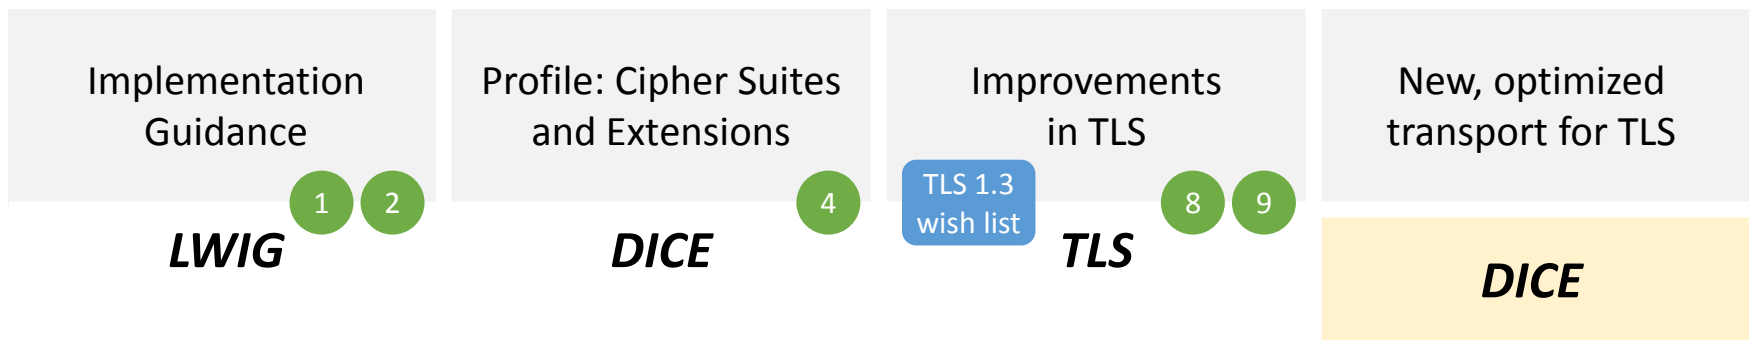 Implementation
Guidance
1 2
LWIG
Profile: Cipher Suites
and Extensions
4
DICE
Improvements
in TLS
TLS 1.3
wish list
8 9
TLS
New, optimized
transport for TLS
DICE